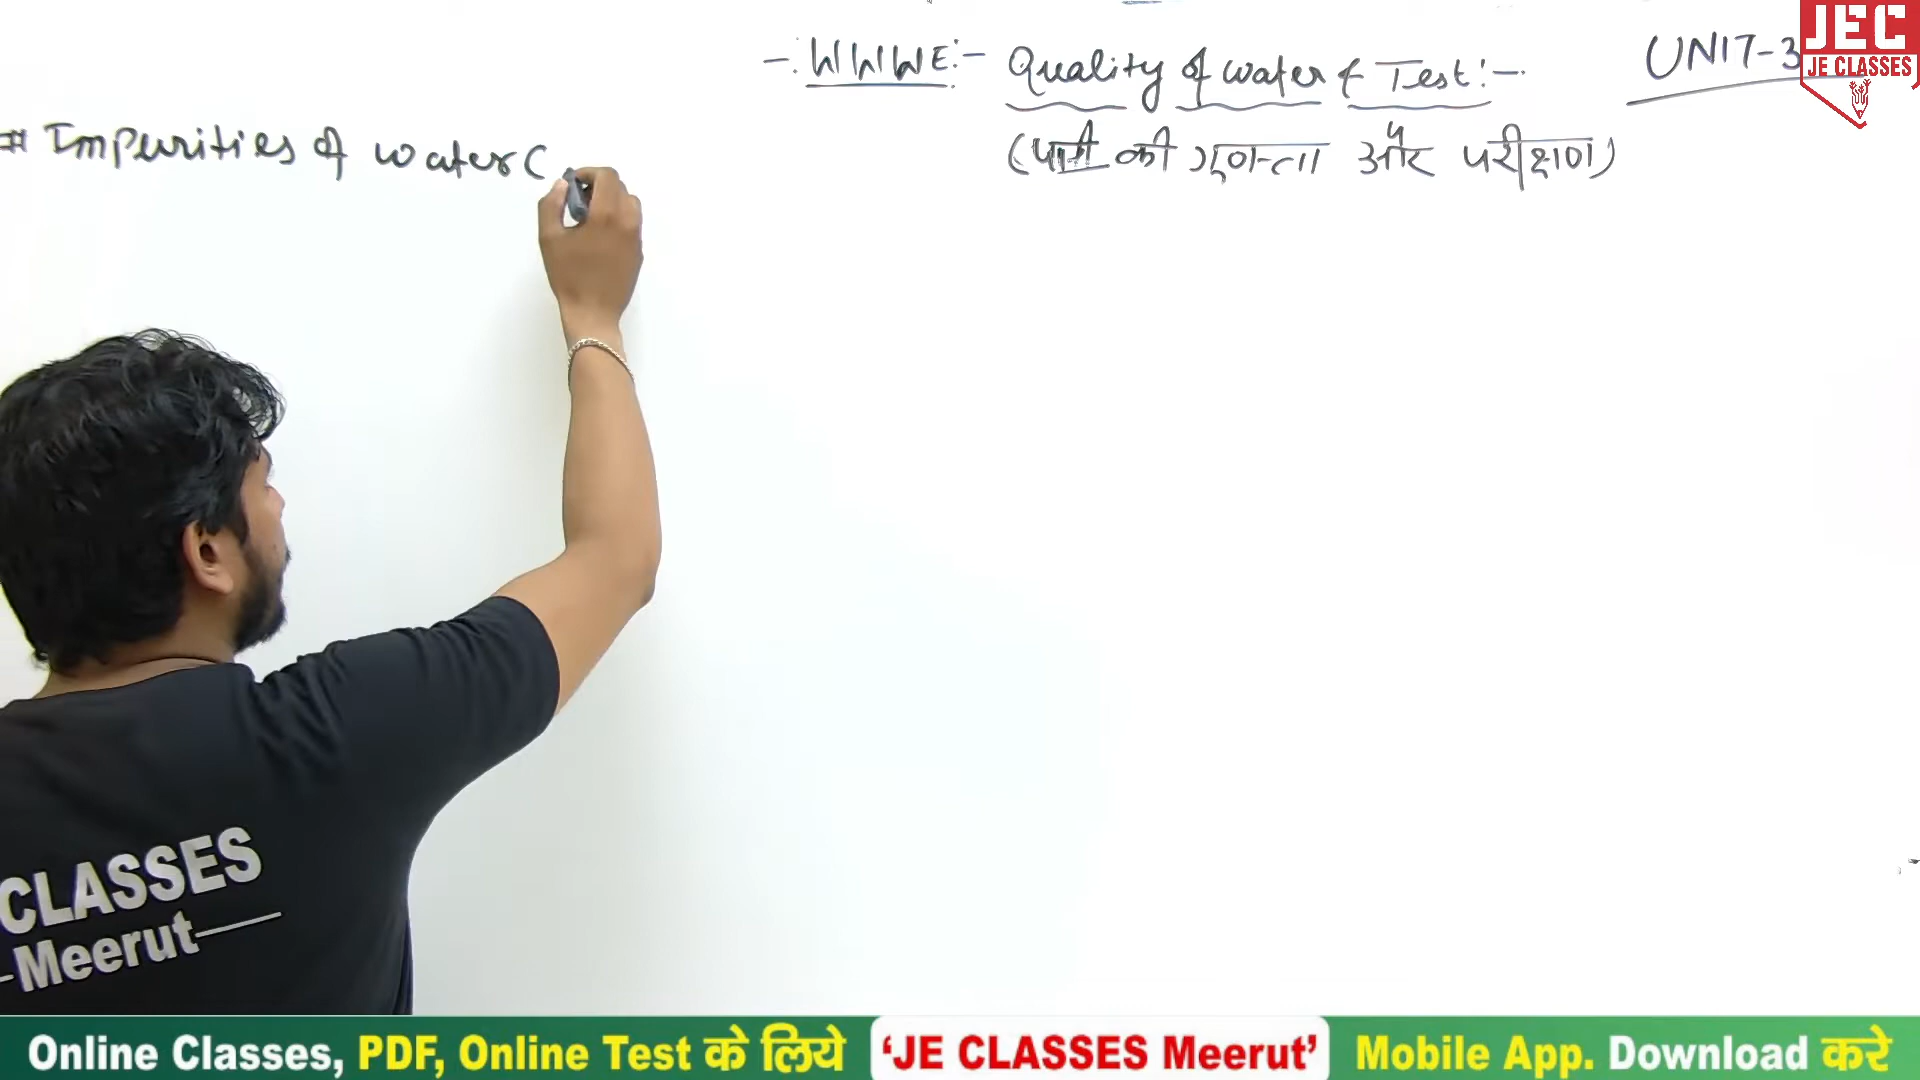 -: WWWE:- Quality of water & Test:-
UNIT-3
(पानी की गुणवत्ता और परीक्षण)
# Impurities of water (
JEC
JE CLASSES
CLASSES
Meerut
Online Classes, PDF, Online Test के लिये 'JE CLASSES Meerut' Mobile App. Download करे